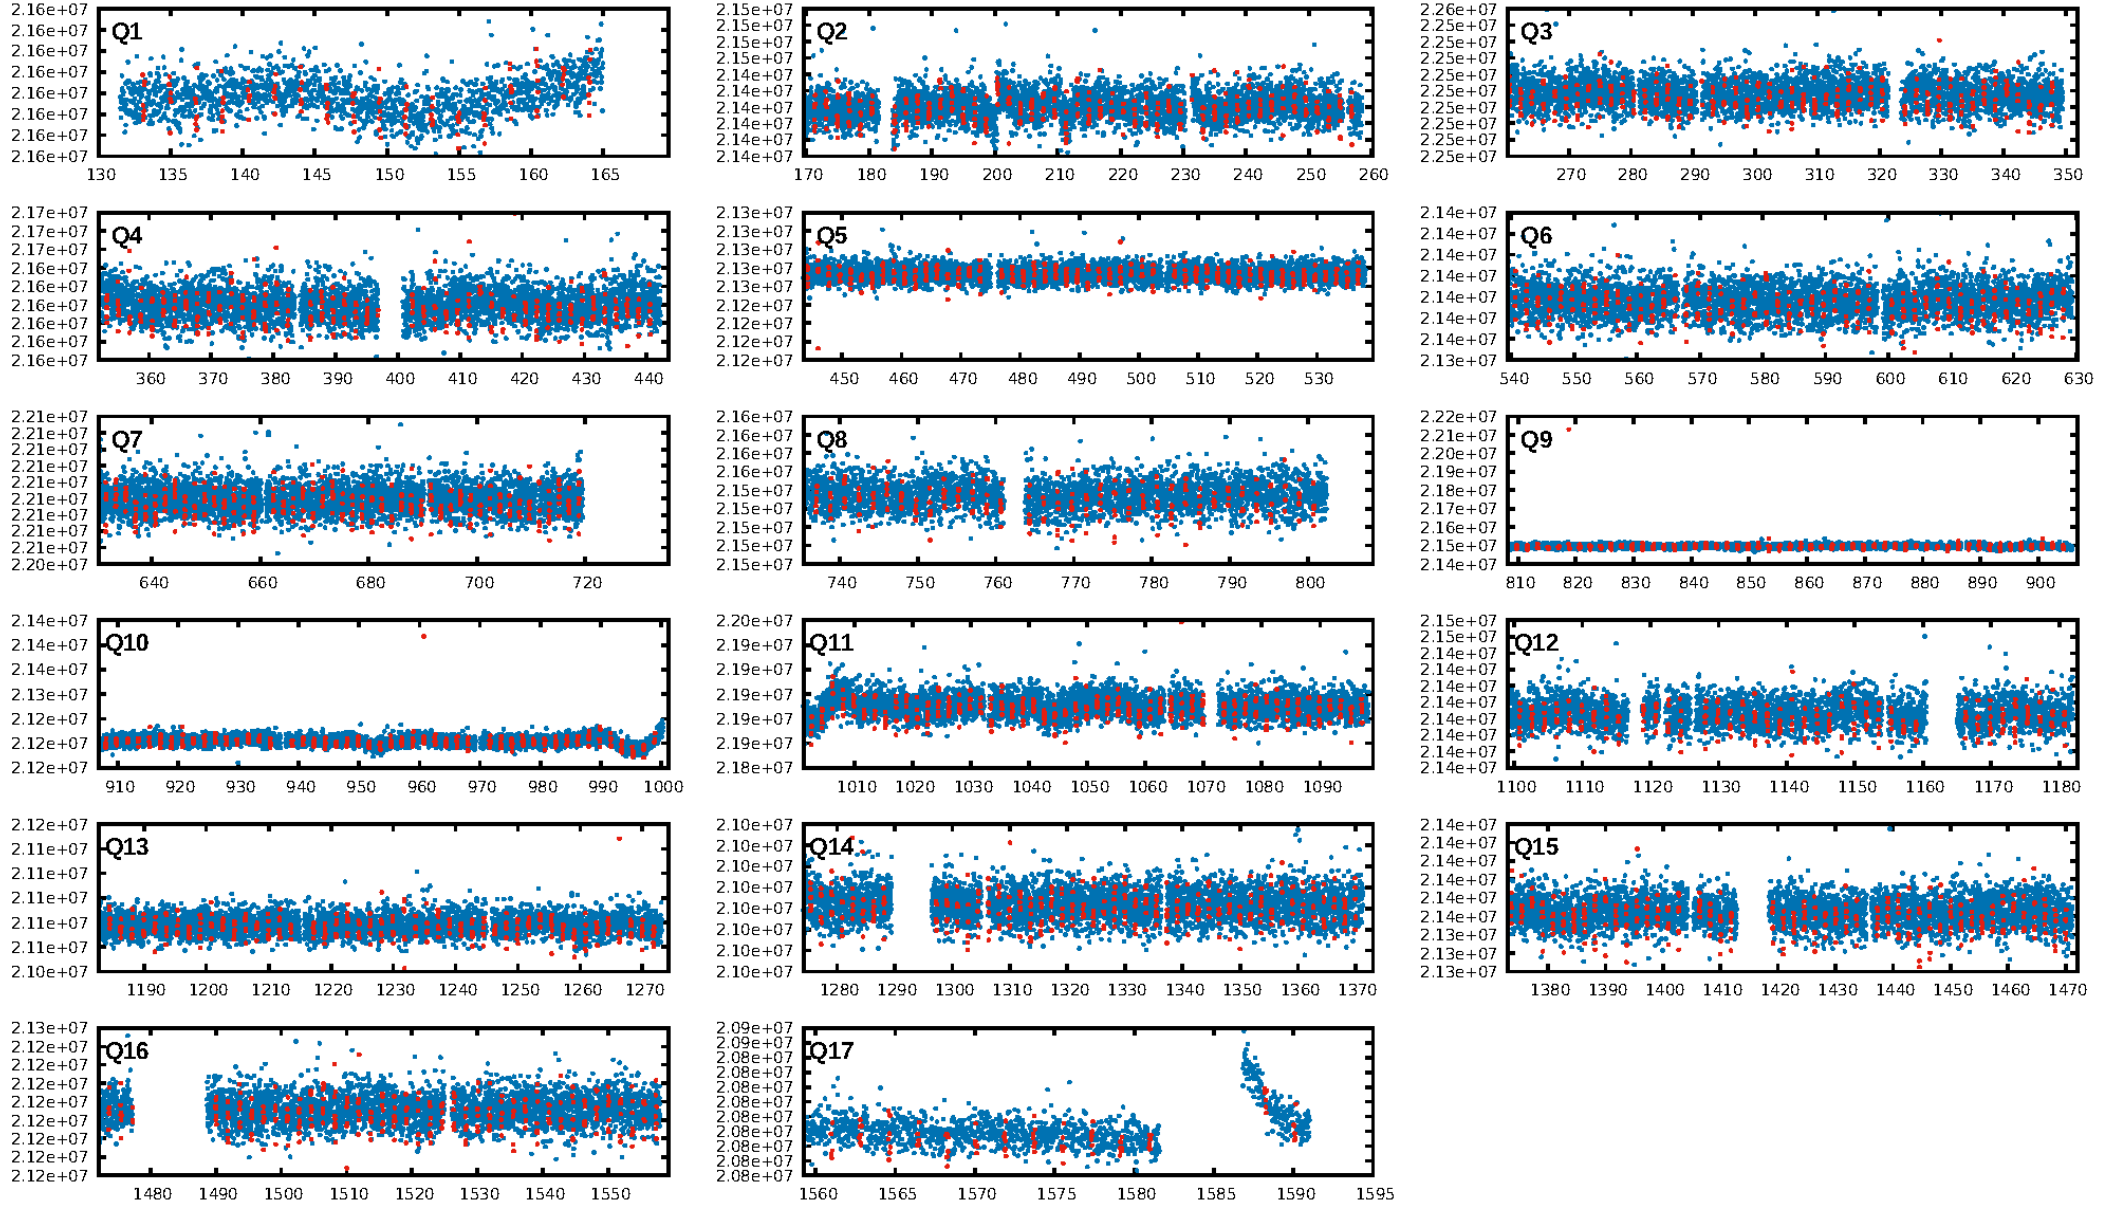 2.16e+07
2.16e+07
2.16e+07
2.16e+07
2.16e+07
2.16e+07
2.16e+07
2.16e+07
Q1
130 135 140 145 150 155 160 165
2.15e+07
2.15e+07
2.15e+07
2.15e+07
2.14e+07
2.14e+07
2.14e+07
2.14e+07
2.14e+07
2.14e+07
Q2
170 180 190 200 210 220 230 240 250 260
2.26e+07
2.25e+07
2.25e+07
2.25e+07
2.25e+07
2.25e+07
2.25e+07
2.25e+07
2.25e+07
2.25e+07
Q3
270 280 290 300 310 320 330 340 350
2.17e+07
2.17e+07
2.17e+07
2.16e+07
2.16e+07
2.16e+07
2.16e+07
2.16e+07
2.16e+07
Q4
360 370 380 390 400 410 420 430 440
2.13e+07
2.13e+07
2.13e+07
2.13e+07
2.13e+07
2.12e+07
2.12e+07
2.12e+07
2.12e+07
Q5
450 460 470 480 490 500 510 520 530
2.14e+07
2.14e+07
2.14e+07
2.14e+07
2.14e+07
2.14e+07
2.14e+07
2.13e+07
Q6
540 550 560 570 580 590 600 610 620 630
2.21e+07
2.21e+07
2.21e+07
2.21e+07
2.21e+07
2.21e+07
2.21e+07
2.21e+07
2.21e+07
2.20e+07
Q7
640 660 680 700 720
2.16e+07
2.16e+07
2.16e+07
2.16e+07
2.15e+07
2.15e+07
2.15e+07
2.15e+07
2.15e+07
Q8
740 750 760 770 780 790 800
2.22e+07
2.21e+07
2.20e+07
2.19e+07
2.18e+07
2.17e+07
2.16e+07
2.15e+07
2.14e+07
Q9
810 820 830 840 850 860 870 880 890 900
2.14e+07
2.14e+07
2.14e+07
2.13e+07
2.12e+07
2.12e+07
2.12e+07
Q10
910 920 930 940 950 960 970 980 990 1000
2.20e+07
2.19e+07
2.19e+07
2.19e+07
2.19e+07
2.19e+07
2.18e+07
Q11
1010 1020 1030 1040 1050 1060 1070 1080 1090
2.15e+07
2.15e+07
2.15e+07
2.14e+07
2.14e+07
2.14e+07
2.14e+07
2.14e+07
2.14e+07
2.14e+07
Q12
1100 1110 1120 1130 1140 1150 1160 1170 1180
2.12e+07
2.11e+07
2.11e+07
2.11e+07
2.11e+07
2.11e+07
2.10e+07
Q13
1190 1200 1210 1220 1230 1240 1250 1260 1270
2.10e+07
2.10e+07
2.10e+07
2.10e+07
2.10e+07
2.10e+07
2.10e+07
2.10e+07
Q14
1280 1290 1300 1310 1320 1330 1340 1350 1360 1370
2.14e+07
2.14e+07
2.14e+07
2.14e+07
2.14e+07
2.14e+07
2.13e+07
2.13e+07
2.13e+07
Q15
1380 1390 1400 1410 1420 1430 1440 1450 1460 1470
2.13e+07
2.12e+07
2.12e+07
2.12e+07
2.12e+07
2.12e+07
2.12e+07
2.12e+07
2.12e+07
Q16
1480 1490 1500 1510 1520 1530 1540 1550
2.09e+07
2.09e+07
2.08e+07
2.08e+07
2.08e+07
2.08e+07
2.08e+07
2.08e+07
2.08e+07
2.08e+07
2.08e+07
Q17
1560 1565 1570 1575 1580 1585 1590 1595